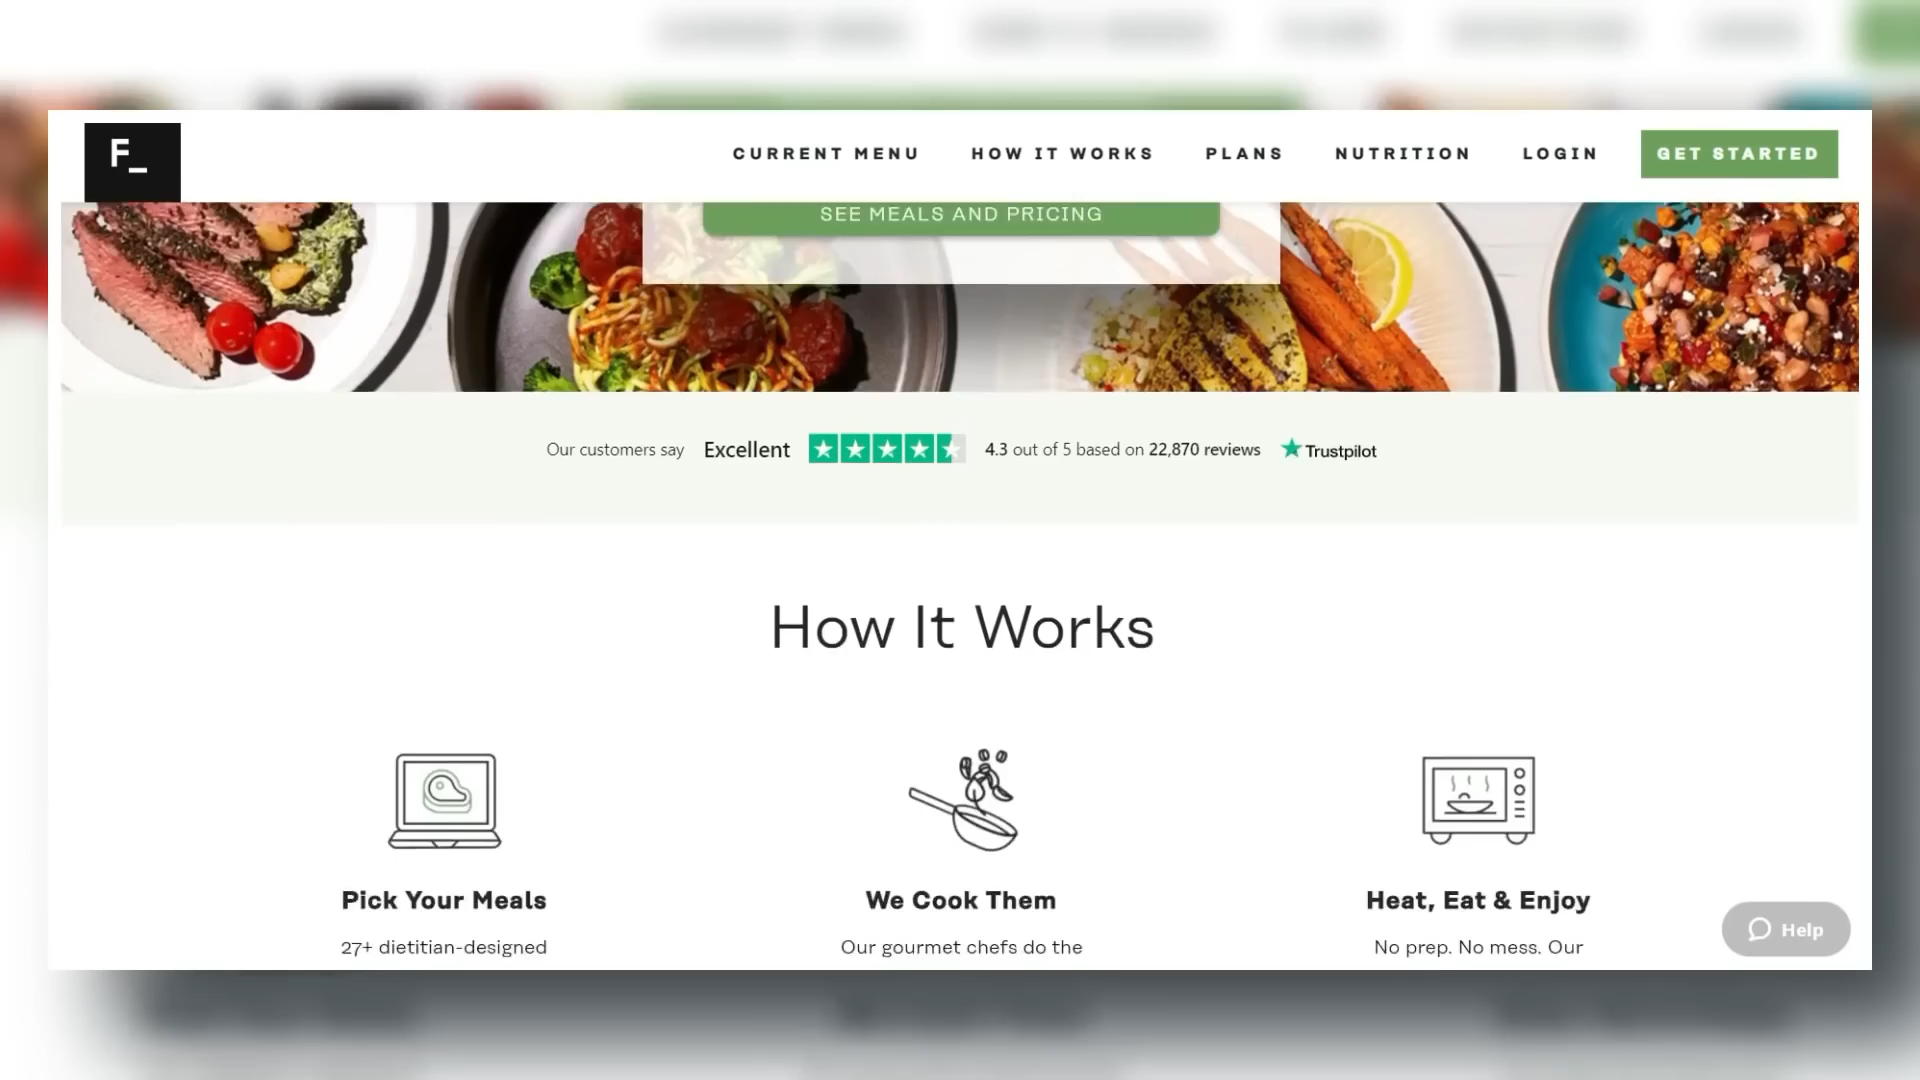 F_
CURRENT MENU HOW IT WORKS PLANS NUTRITION LOGIN GET STARTED
SEE MEALS AND PRICING
Our customers say Excellent 4.3 out of 5 based on 22,870 reviews Trustpilot
How It Works
Pick Your Meals
27+ dietitian-designed
We Cook Them
Our gourmet chefs do the
Heat, Eat & Enjoy
No prep. No mess. Our
Help